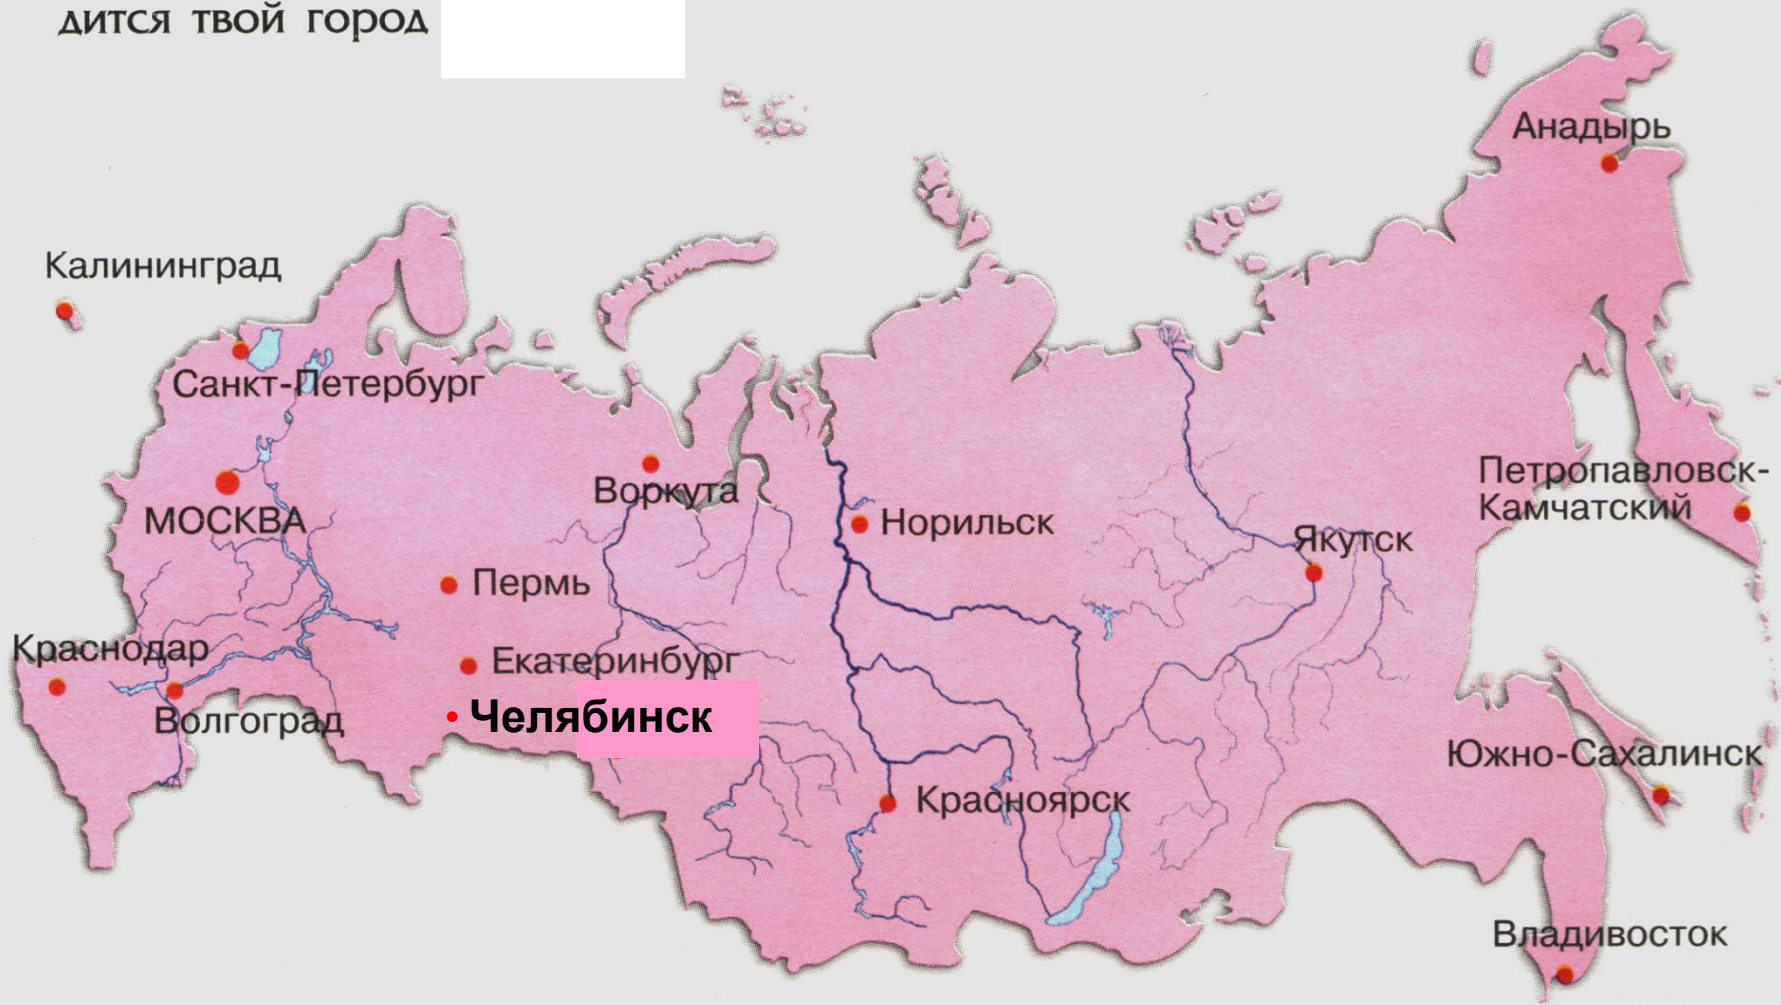 дится твой город
Анадырь
Калининград
Санкт-Петербург
Воркута
Петропавловск-
Камчатский
МОСКВА
Норильск
Якутск
Пермь
Краснодар
Екатеринбург
Челябинск
Волгоград
Южно-Сахалинск
Красноярск
Владивосток